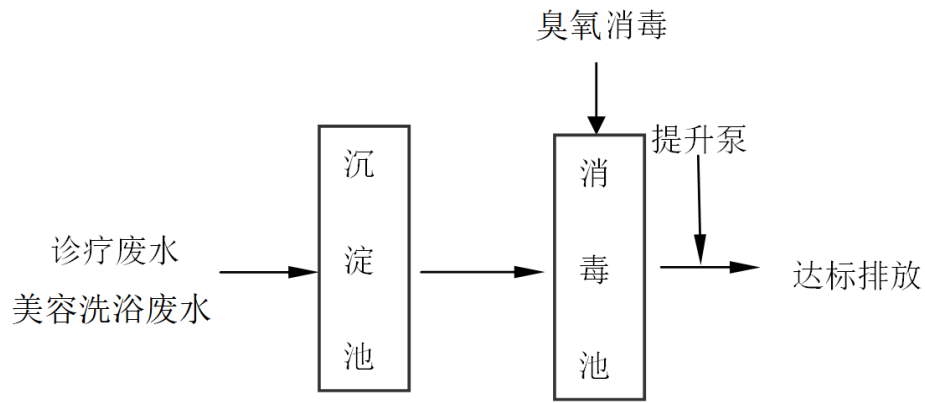 臭氧消毒
提升泵
沉淀池
消毒池
诊疗废水
美容洗浴废水
达标排放